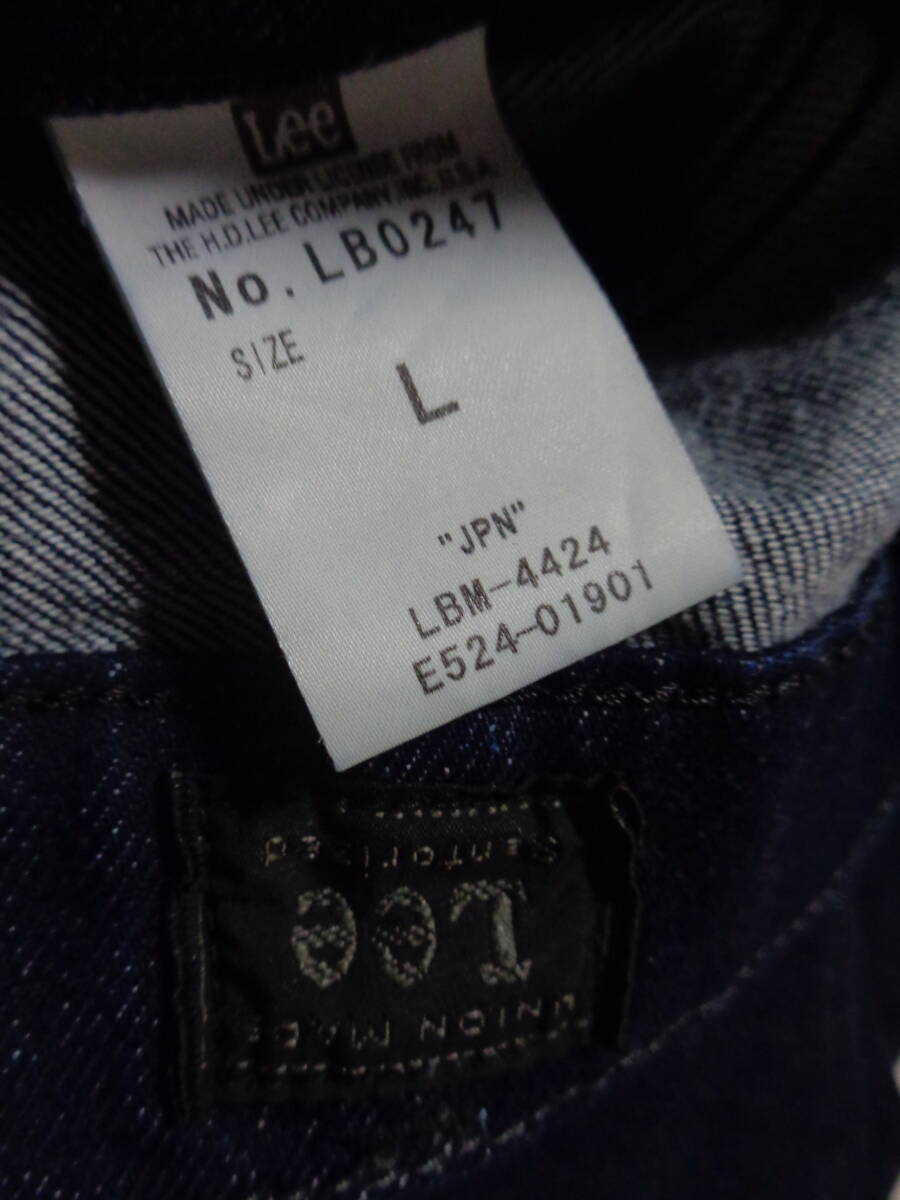 Lee
MADE UNDER LICENSE FROM
THE H.D.LEE COMPANY,INC.U.S.A.
No. LB0247
SIZE
L
"JPN"
LBM-4424
E524-01901
UNION MADE
Lee
Sanforized